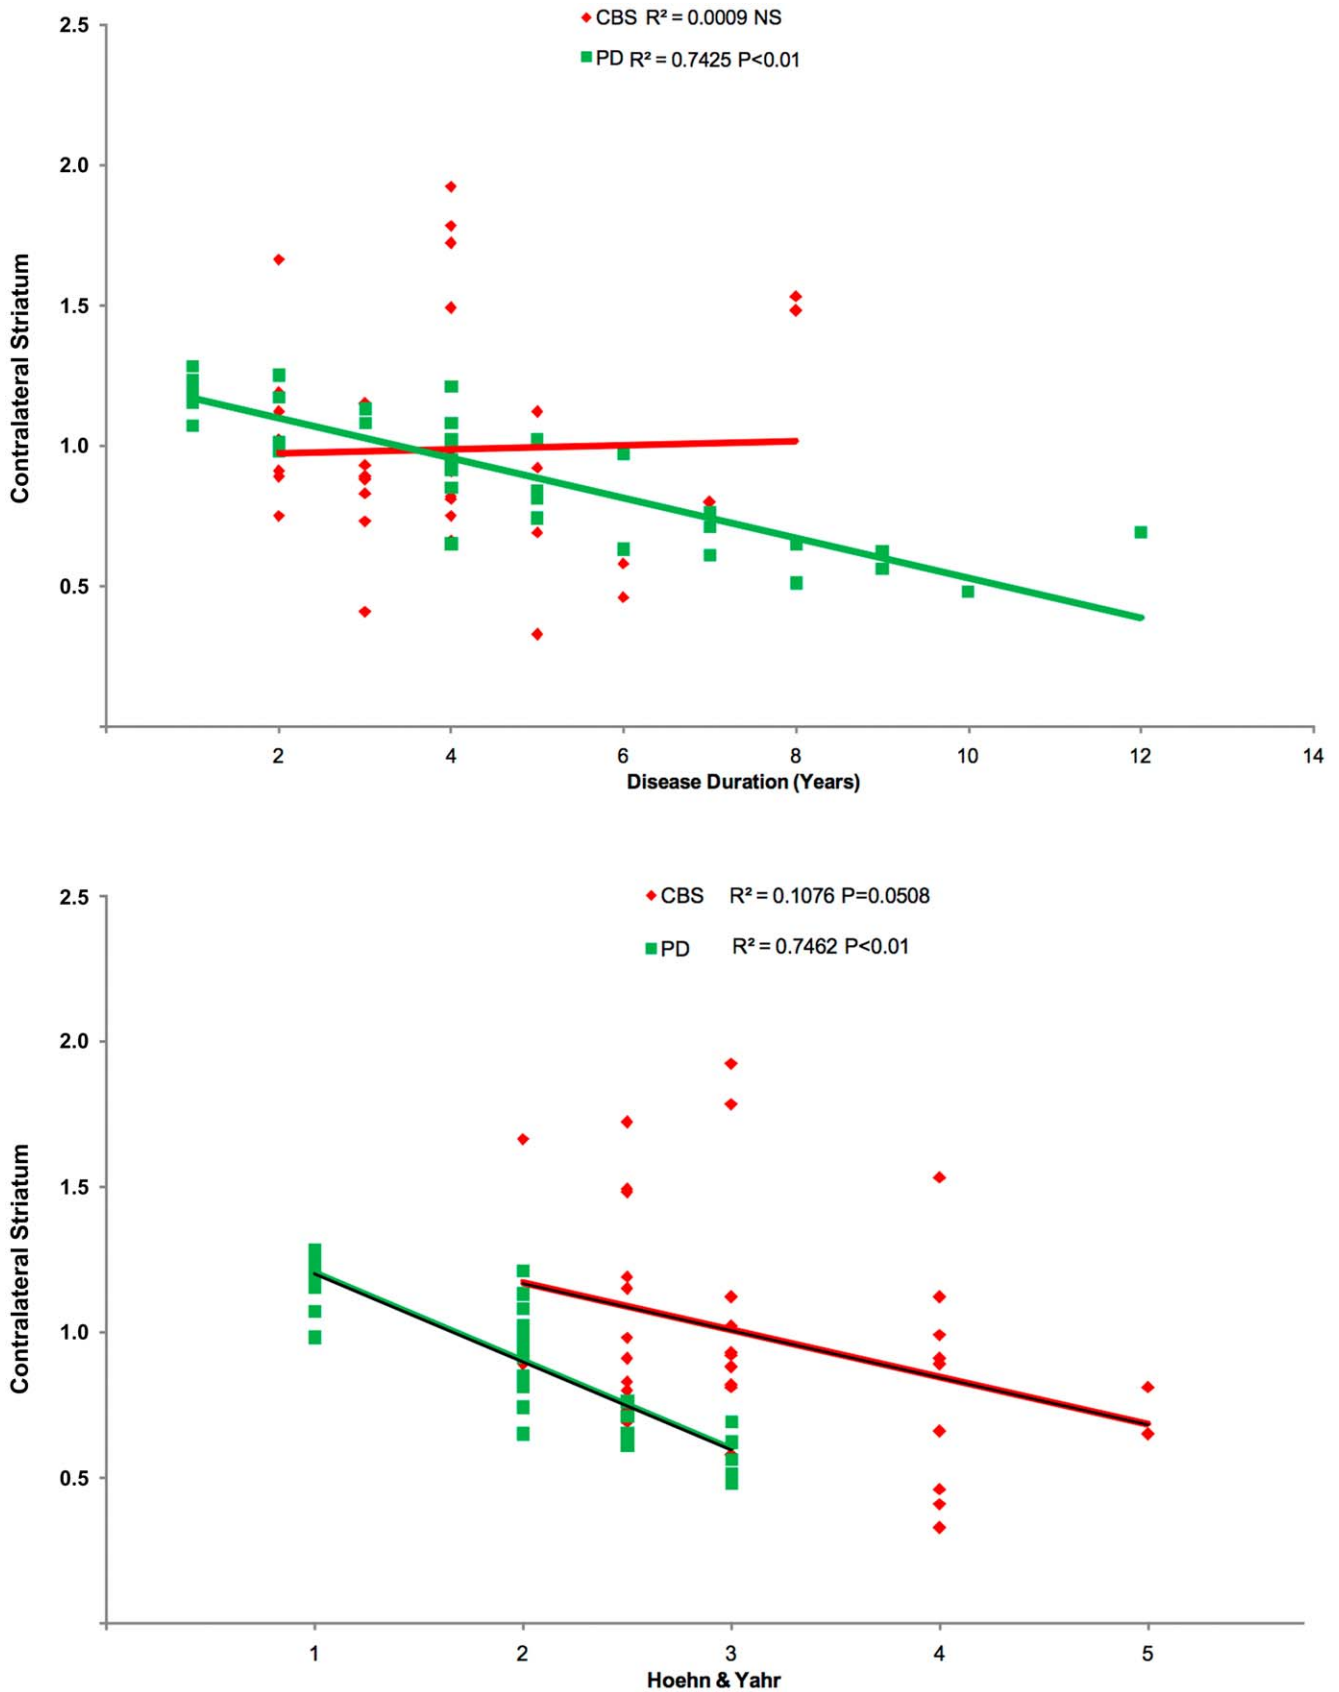 CBS R² = 0.0009 NS
PD R² = 0.7425 P<0.01
2.5
2.0
1.5
1.0
0.5
Contralateral Striatum
2 4 6 8 10 12 14
Disease Duration (Years)
CBS R² = 0.1076 P=0.0508
PD R² = 0.7462 P<0.01
2.5
2.0
1.5
1.0
0.5
Contralateral Striatum
1 2 3 4 5
Hoehn & Yahr